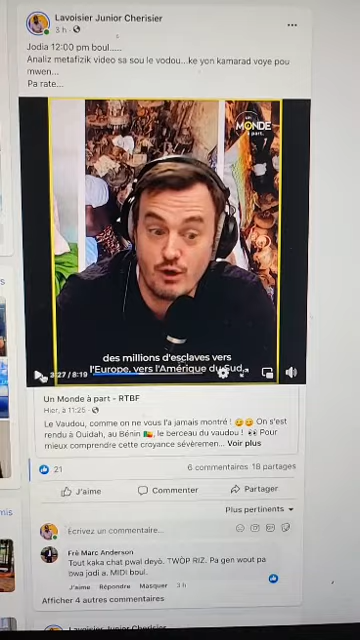 Lavoisier Junior Cherisier
3 h
Jodia 12:00 pm boul.....
Analiz metafizik video sa sou le vodou...ke yon kamarad voye pou
mwen...
Pa rate...
UN
MONDE
à part.
des millions d'esclaves vers
l'Europe, vers l'Amérique du Sud,
3:27 / 8:19
Un Monde à part - RTBF
Hier, à 11:25
Le Vaudou, comme on ne vous l'a jamais montré ! 😏😏 On s'est
rendu à Ouidah, au Bénin 🇧🇯, le berceau du vaudou ! 👀 Pour
mieux comprendre cette croyance sévèremen... Voir plus
21
6 commentaires 18 partages
J'aime Commenter Partager
Plus pertinents
Écrivez un commentaire...
Frè Marc Anderson
Tout kaka chat pwal deyò. TWÒP RIZ. Pa gen wout pa
bwa jodi a. MIDI boul.
J'aime Répondre Masquer 3 h
Afficher 4 autres commentaires
Lavoisier Junior Cherisier